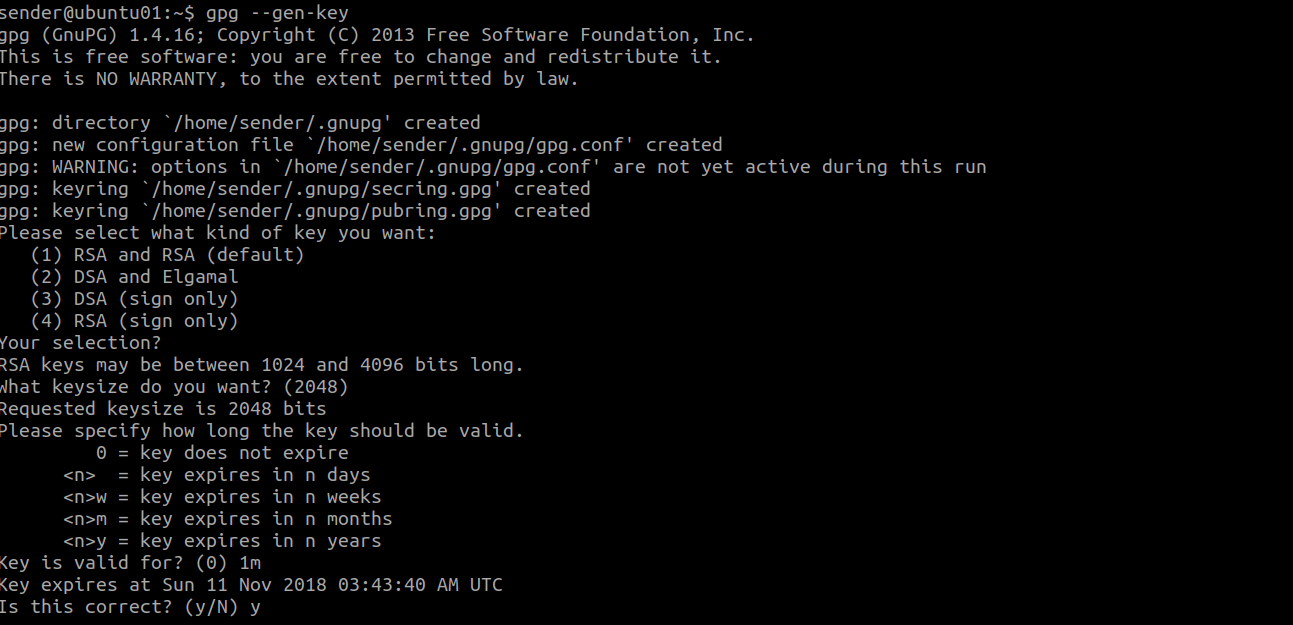 sender@ubuntu01:~$ gpg --gen-key
gpg (GnuPG) 1.4.16; Copyright (C) 2013 Free Software Foundation, Inc.
This is free software: you are free to change and redistribute it.
There is NO WARRANTY, to the extent permitted by law.

gpg: directory `/home/sender/.gnupg' created
gpg: new configuration file `/home/sender/.gnupg/gpg.conf' created
gpg: WARNING: options in `/home/sender/.gnupg/gpg.conf' are not yet active during this run
gpg: keyring `/home/sender/.gnupg/secring.gpg' created
gpg: keyring `/home/sender/.gnupg/pubring.gpg' created
Please select what kind of key you want:
   (1) RSA and RSA (default)
   (2) DSA and Elgamal
   (3) DSA (sign only)
   (4) RSA (sign only)
Your selection?
RSA keys may be between 1024 and 4096 bits long.
What keysize do you want? (2048)
Requested keysize is 2048 bits
Please specify how long the key should be valid.
         0 = key does not expire
      <n>  = key expires in n days
      <n>w = key expires in n weeks
      <n>m = key expires in n months
      <n>y = key expires in n years
Key is valid for? (0) 1m
Key expires at Sun 11 Nov 2018 03:43:40 AM UTC
Is this correct? (y/N) y